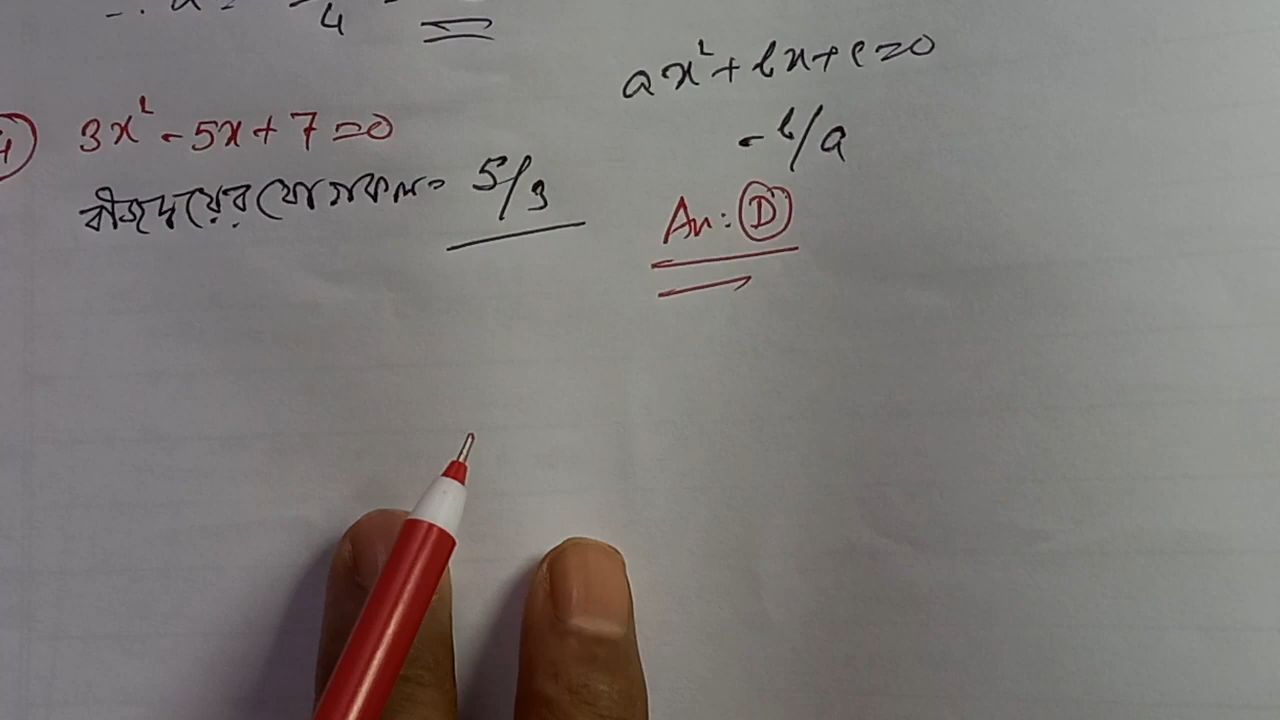 4
3x² - 5x + 7 = 0
বীজদ্বয়ের যোগফল = 5/3
ax² + bx + c = 0
- b/a
An: D